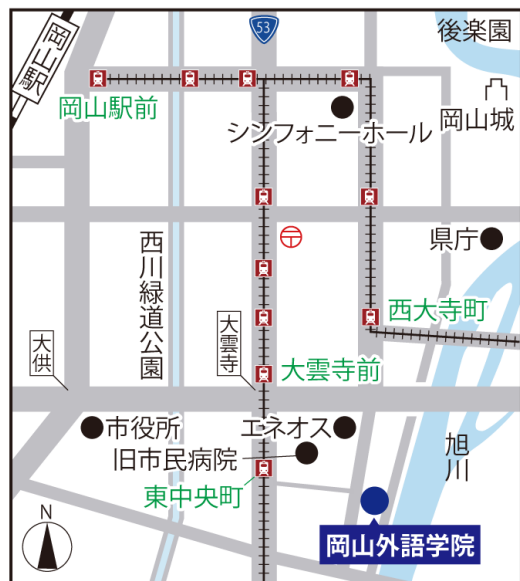 53
後楽園
岡山駅
岡山駅前
シンフォニーホール
岡山城
県庁
西川緑道公園
西大寺町
大雲寺
大供
大雲寺前
市役所
エネオス
旧市民病院
旭川
東中央町
N
岡山外語学院